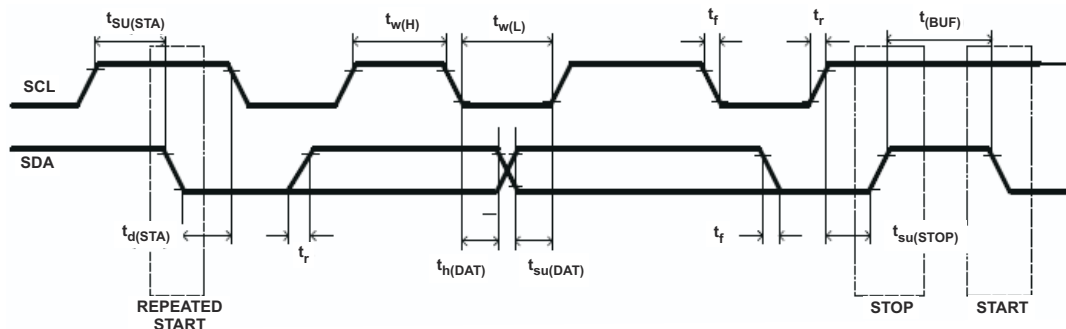 tSU(STA)
tw(H)
tw(L)
tf
tr
t(BUF)
SCL
SDA
td(STA)
tr
th(DAT)
tsu(DAT)
tf
tsu(STOP)
REPEATED
START
STOP
START